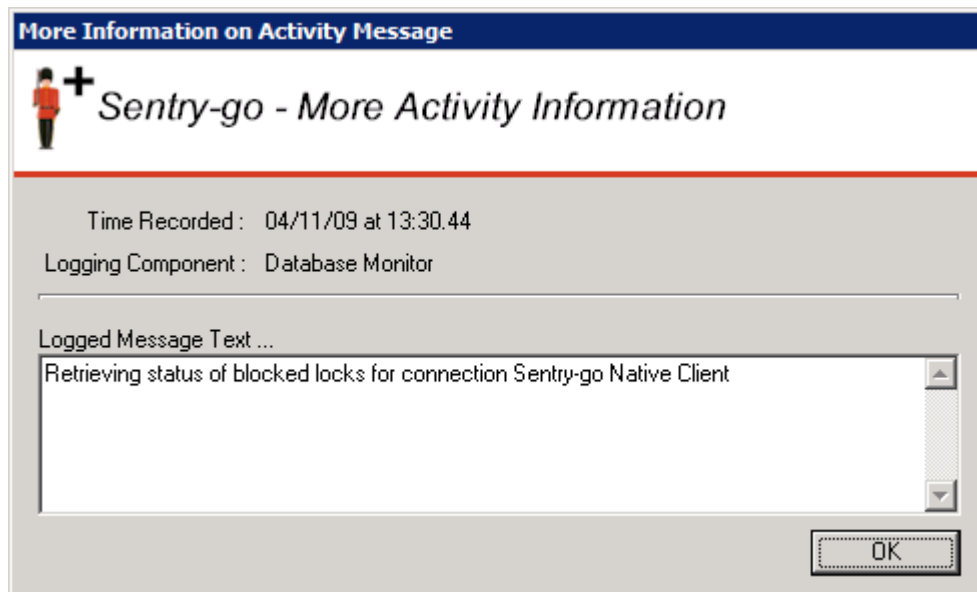 More Information on Activity Message
Sentry-go - More Activity Information
Time Recorded : 04/11/09 at 13:30.44
Logging Component : Database Monitor
Logged Message Text ...
Retrieving status of blocked locks for connection Sentry-go Native Client
OK